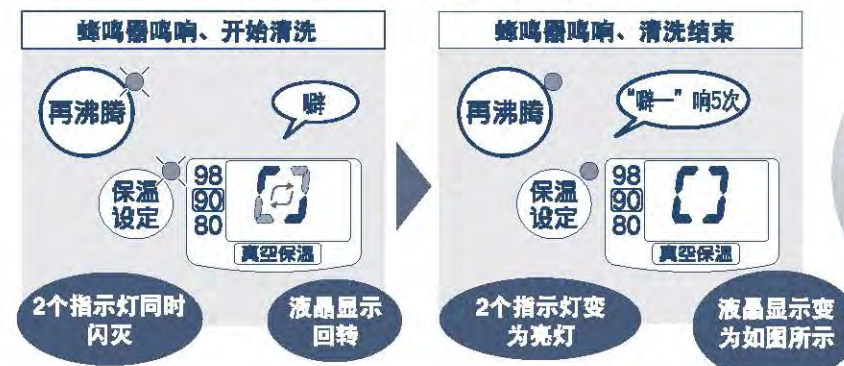 蜂鸣器鸣响、开始清洗
再沸腾
噼
保温
设定
98
90
80
真空保温
2个指示灯同时
闪灭
液晶显示
回转
蜂鸣器鸣响、清洗结束
再沸腾
“噼—”响5次
保温
设定
98
90
80
真空保温
2个指示灯变
为亮灯
液晶显示变
为如图所示